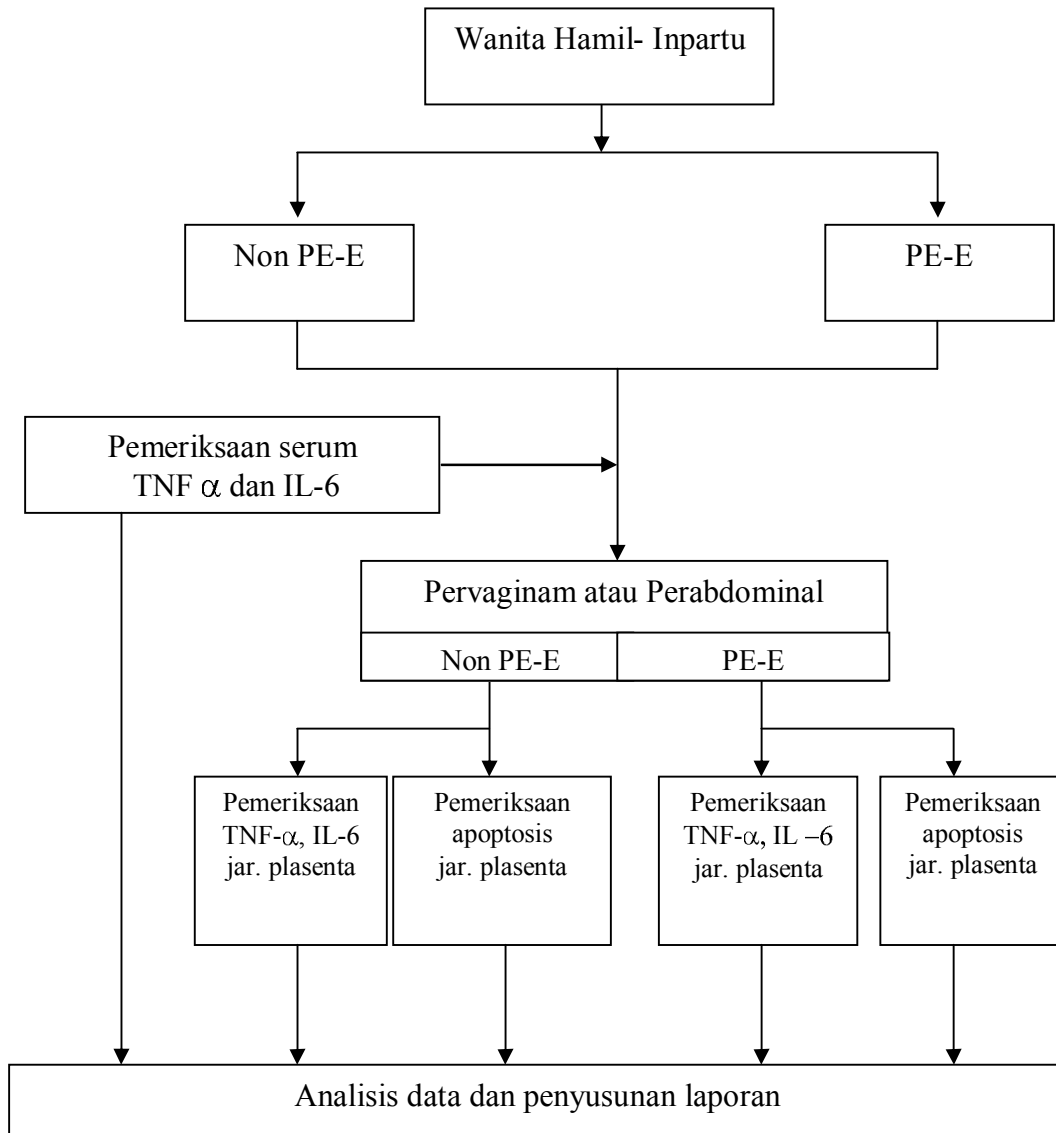 Wanita Hamil- Inpartu
Non PE-E
PE-E
Pemeriksaan serum
TNF α dan IL-6
Pervaginam atau Perabdominal
Non PE-E
PE-E
Pemeriksaan
TNF-α, IL-6
jar. plasenta
Pemeriksaan
apoptosis
jar. plasenta
Pemeriksaan
TNF-α, IL –6
jar. plasenta
Pemeriksaan
apoptosis
jar. plasenta
Analisis data dan penyusunan laporan